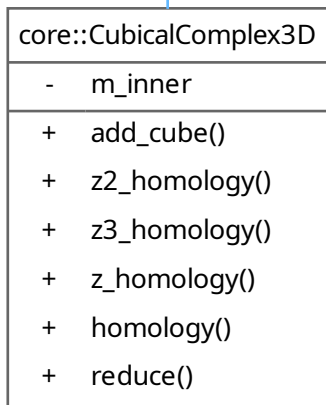 core::CubicalComplex3D
- m_inner
+ add_cube()
+ z2_homology()
+ z3_homology()
+ z_homology()
+ homology()
+ reduce()